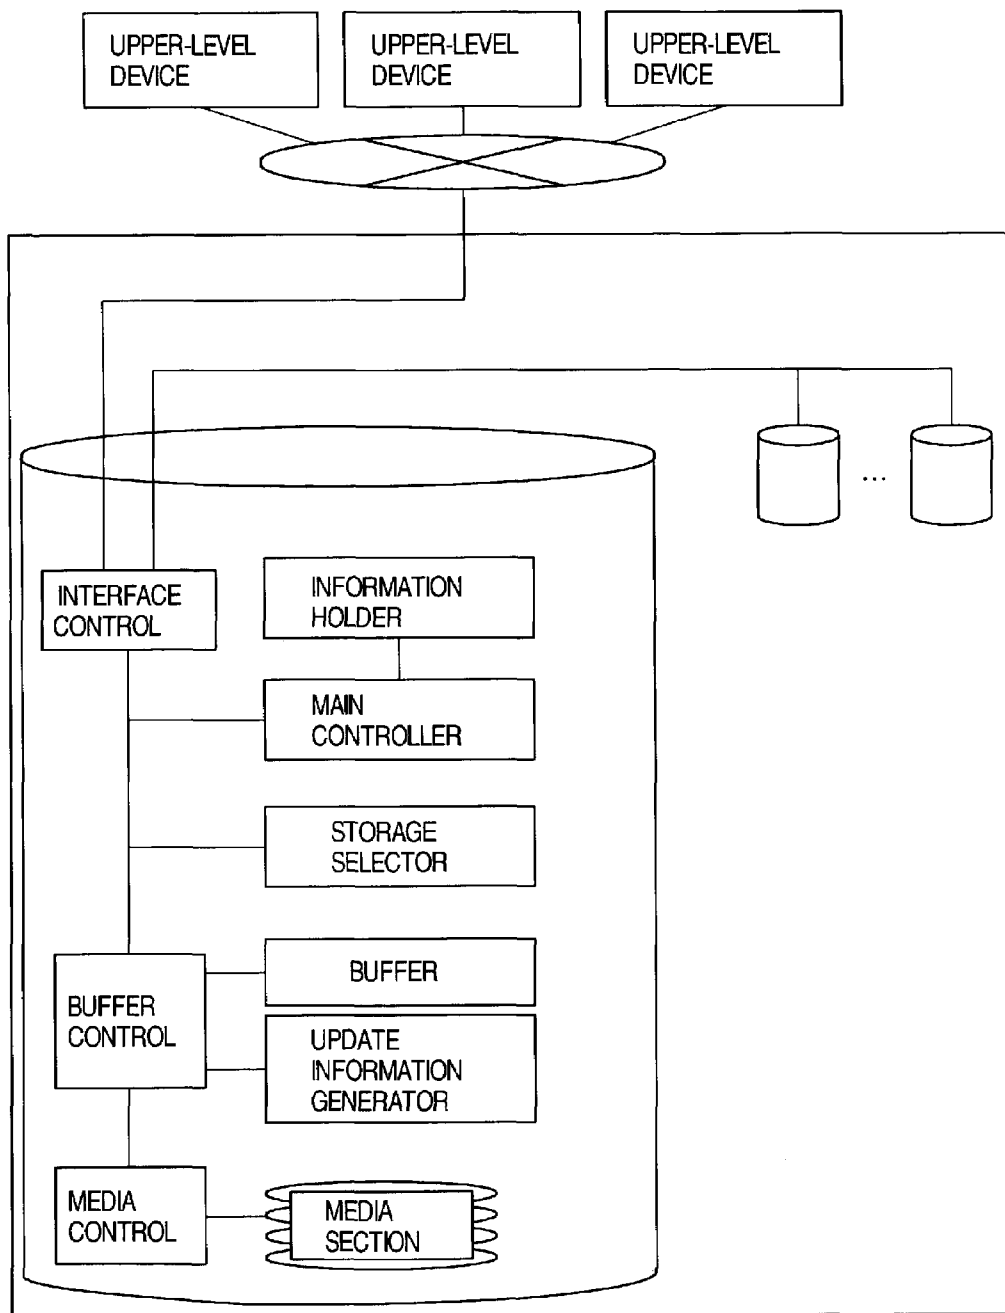 UPPER-LEVEL
DEVICE
UPPER-LEVEL
DEVICE
UPPER-LEVEL
DEVICE
...
INTERFACE
CONTROL
INFORMATION
HOLDER
MAIN
CONTROLLER
STORAGE
SELECTOR
BUFFER
CONTROL
BUFFER
UPDATE
INFORMATION
GENERATOR
MEDIA
CONTROL
MEDIA
SECTION